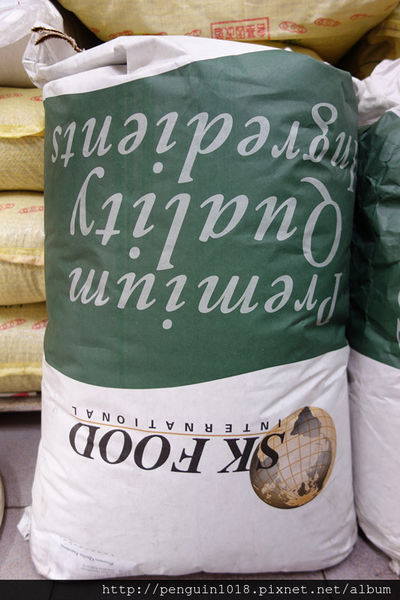 SK FOOD
INTERNATIONAL
Premium
Quality
Ingredients
http://penguin1018.pixnet.net/album